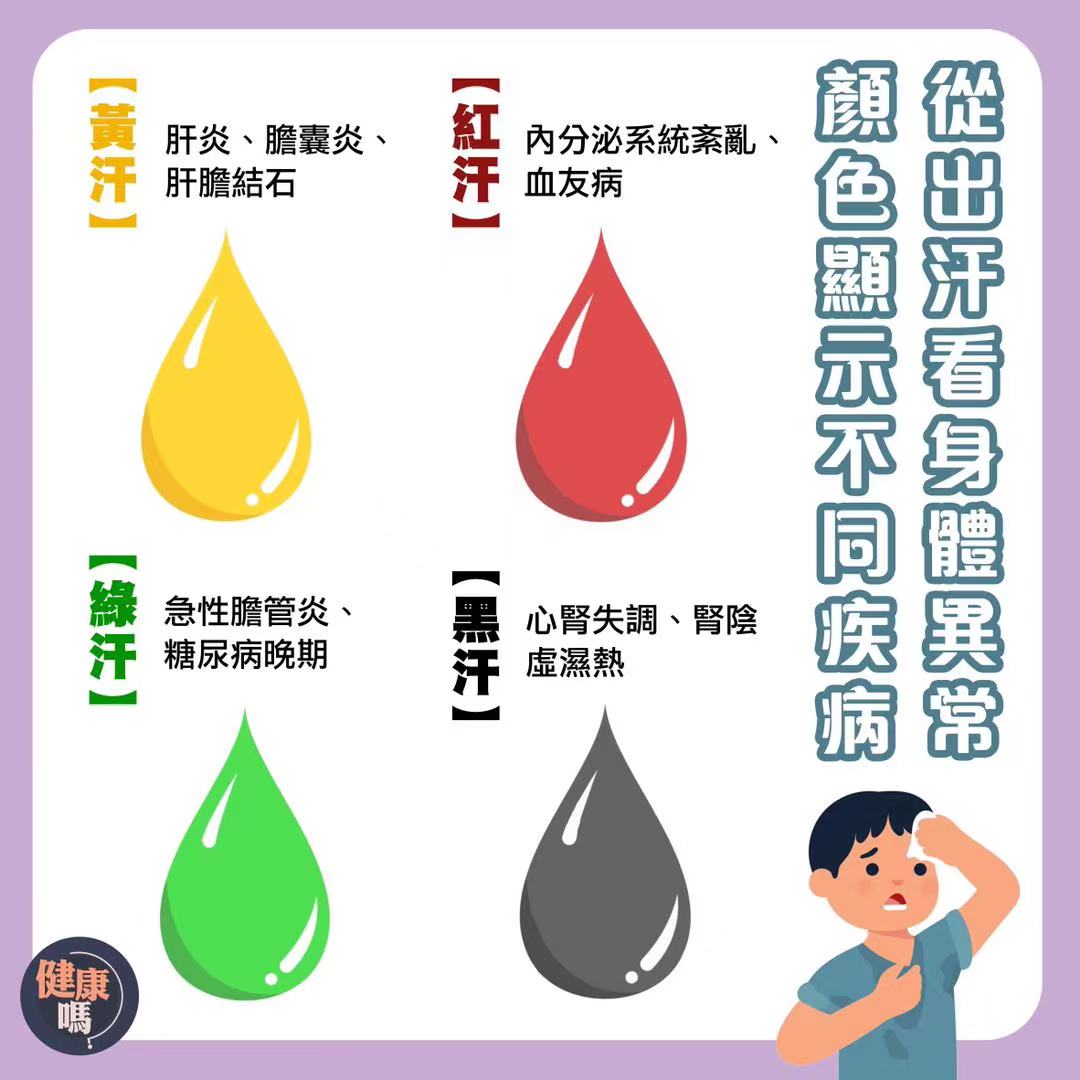 從出汗看身體異常
顏色顯示不同疾病
【黃汗】
肝炎、膽囊炎、
肝膽結石
【紅汗】
內分泌系統紊亂、
血友病
【綠汗】
急性膽管炎、
糖尿病晚期
【黑汗】
心腎失調、腎陰
虛濕熱
健康
嗎?